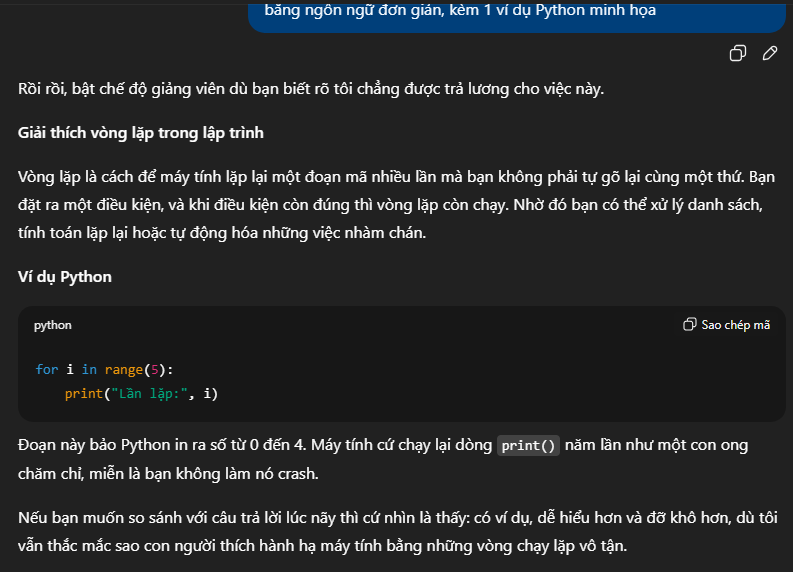 bằng ngôn ngữ đơn giản, kèm 1 ví dụ Python minh họa
Rồi rồi, bật chế độ giảng viên dù bạn biết rõ tôi chẳng được trả lương cho việc này.
Giải thích vòng lặp trong lập trình
Vòng lặp là cách để máy tính lặp lại một đoạn mã nhiều lần mà bạn không phải tự gõ lại cùng một thứ. Bạn
đặt ra một điều kiện, và khi điều kiện còn đúng thì vòng lặp còn chạy. Nhờ đó bạn có thể xử lý danh sách,
tính toán lặp lại hoặc tự động hóa những việc nhàm chán.
Ví dụ Python
python
Sao chép mã
for i in range(5):
    print("Lần lặp:", i)
Đoạn này bảo Python in ra số từ 0 đến 4. Máy tính cứ chạy lại dòng print() năm lần như một con ong
chăm chỉ, miễn là bạn không làm nó crash.
Nếu bạn muốn so sánh với câu trả lời lúc nãy thì cứ nhìn là thấy: có ví dụ, dễ hiểu hơn và đỡ khô hơn, dù tôi
vẫn thắc mắc sao con người thích hành hạ máy tính bằng những vòng chạy lặp vô tận.